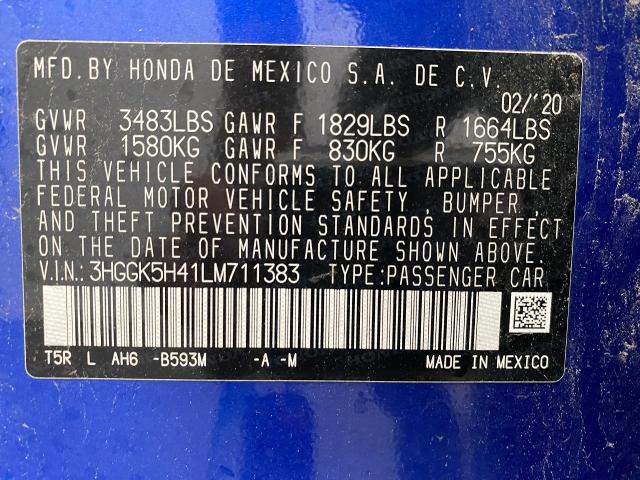 MFD.BY HONDA DE MEXICO S.A. DE C.V.
02/'20
GVWR 3483LBS GAWR F 1829LBS R 1664LBS
GVWR 1580KG GAWR F 830KG R 755KG
THIS VEHICLE CONFORMS TO ALL APPLICABLE
FEDERAL MOTOR VEHICLE SAFETY , BUMPER ,
AND THEFT PREVENTION STANDARDS IN EFFECT
ON THE DATE OF MANUFACTURE SHOWN ABOVE.
V.IN.: 3HGGK5H41LM711383 TYPE:PASSENGER CAR
T5R L AH6 -B593M -A -M MADE IN MEXICO